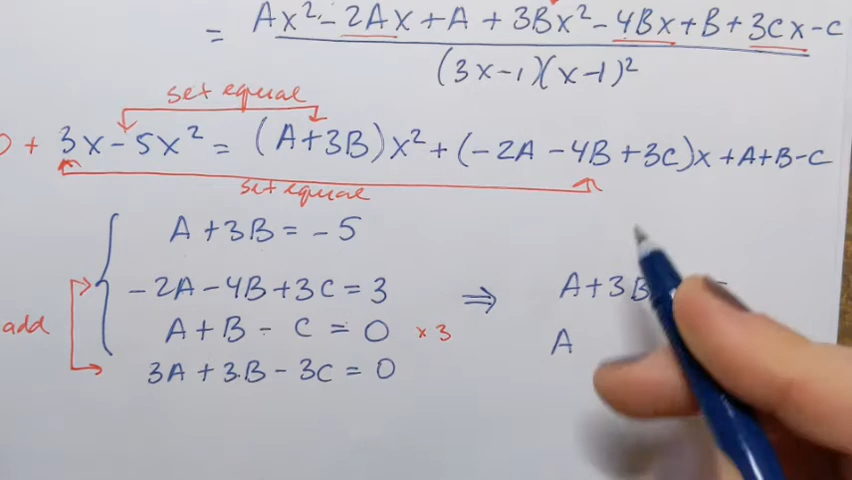 = Ax² - 2Ax + A + 3Bx² - 4Bx + B + 3Cx - C
(3x-1)(x-1)²
set equal
0 + 3x - 5x² = (A+3B)x² + (-2A - 4B + 3C)x + A+B-C
set equal
A + 3B = -5
-2A - 4B + 3C = 3 ⇒ A + 3B
add A + B - C = 0 ×3 A
3A + 3B - 3C = 0